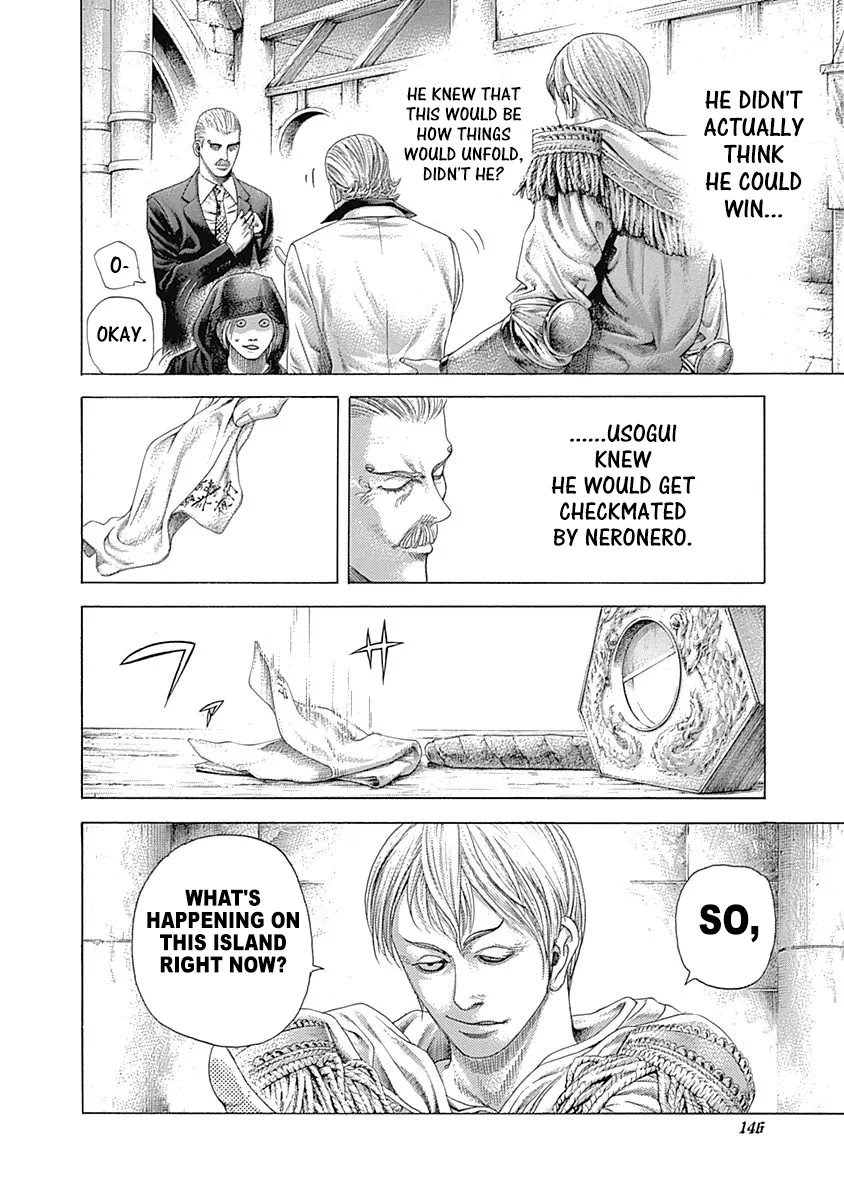 HE DIDN'T
ACTUALLY
THINK
HE COULD
WIN...
HE KNEW THAT
THIS WOULD BE
HOW THINGS
WOULD UNFOLD,
DIDN'T HE?
O-
OKAY.
......USOGUI
KNEW
HE WOULD GET
CHECKMATED
BY NERONERO.
SO,
WHAT'S
HAPPENING ON
THIS ISLAND
RIGHT NOW?
146